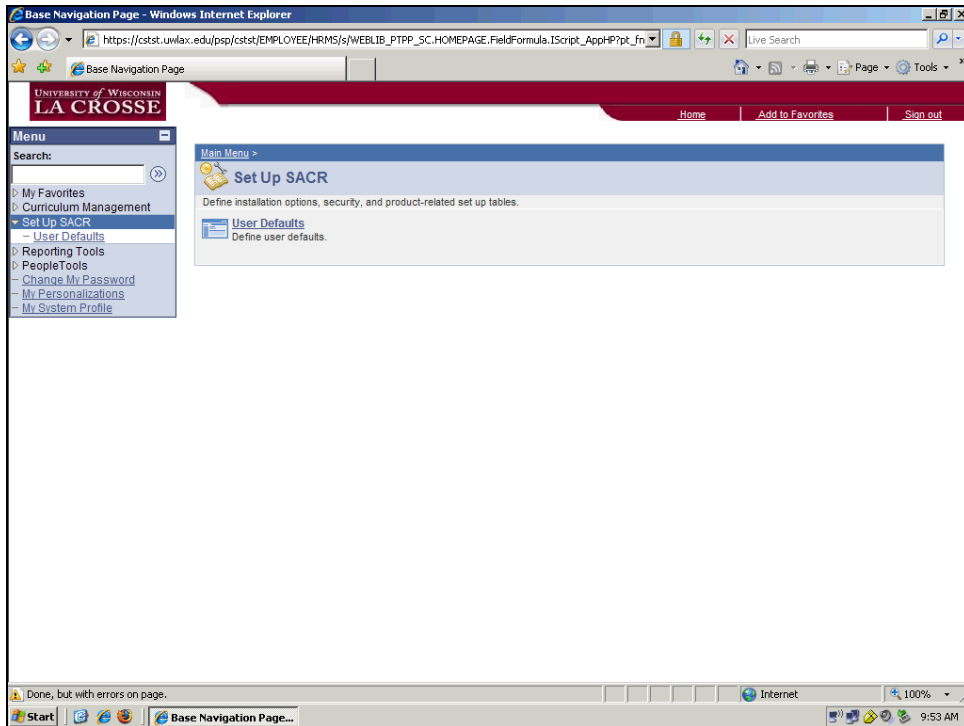 Base Navigation Page - Windows Internet Explorer
https://cstst.uwlax.edu/psp/cstst/EMPLOYEE/HRMS/s/WEBLIB_PTPP_SC.HOMEPAGE.FieldFormula.IScript_AppHP?pt_fn
Live Search
Base Navigation Page
Page
Tools
UNIVERSITY of WISCONSIN
LA CROSSE
Home
Add to Favorites
Sign out
Menu
Search:
My Favorites
Curriculum Management
Set Up SACR
User Defaults
Reporting Tools
PeopleTools
Change My Password
My Personalizations
My System Profile
Main Menu >
Set Up SACR
Define installation options, security, and product-related set up tables.
User Defaults
Define user defaults.
Done, but with errors on page.
Internet
100%
Start
Base Navigation Page...
9:53 AM